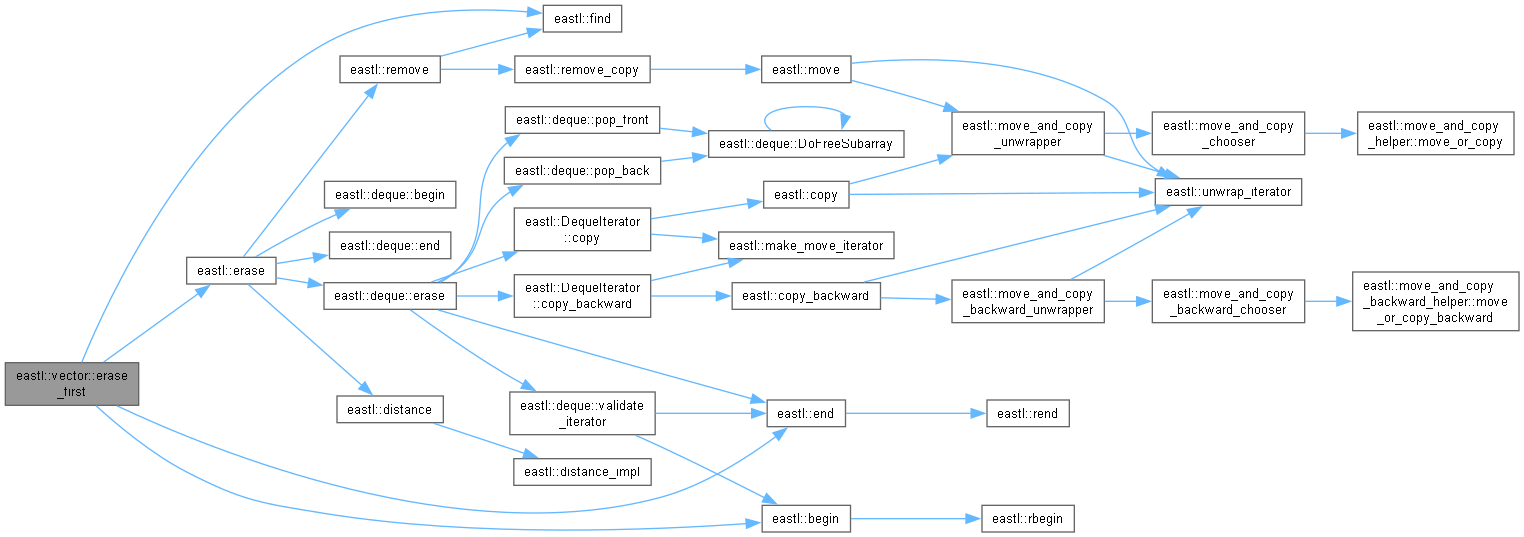 eastl::find
eastl::remove
eastl::remove_copy
eastl::move
eastl::deque::pop_front
eastl::deque::DoFreeSubarray
eastl::move_and_copy
_unwrapper
eastl::move_and_copy
_chooser
eastl::move_and_copy
_helper::move_or_copy
eastl::deque::pop_back
eastl::deque::begin
eastl::copy
eastl::unwrap_iterator
eastl::DequeIterator
::copy
eastl::deque::end
eastl::make_move_iterator
eastl::erase
eastl::deque::erase
eastl::DequeIterator
::copy_backward
eastl::copy_backward
eastl::move_and_copy
_backward_unwrapper
eastl::move_and_copy
_backward_chooser
eastl::move_and_copy
_backward_helper::move
_or_copy_backward
eastl::vector::erase
_first
eastl::distance
eastl::deque::validate
_iterator
eastl::end
eastl::rend
eastl::distance_impl
eastl::begin
eastl::rbegin